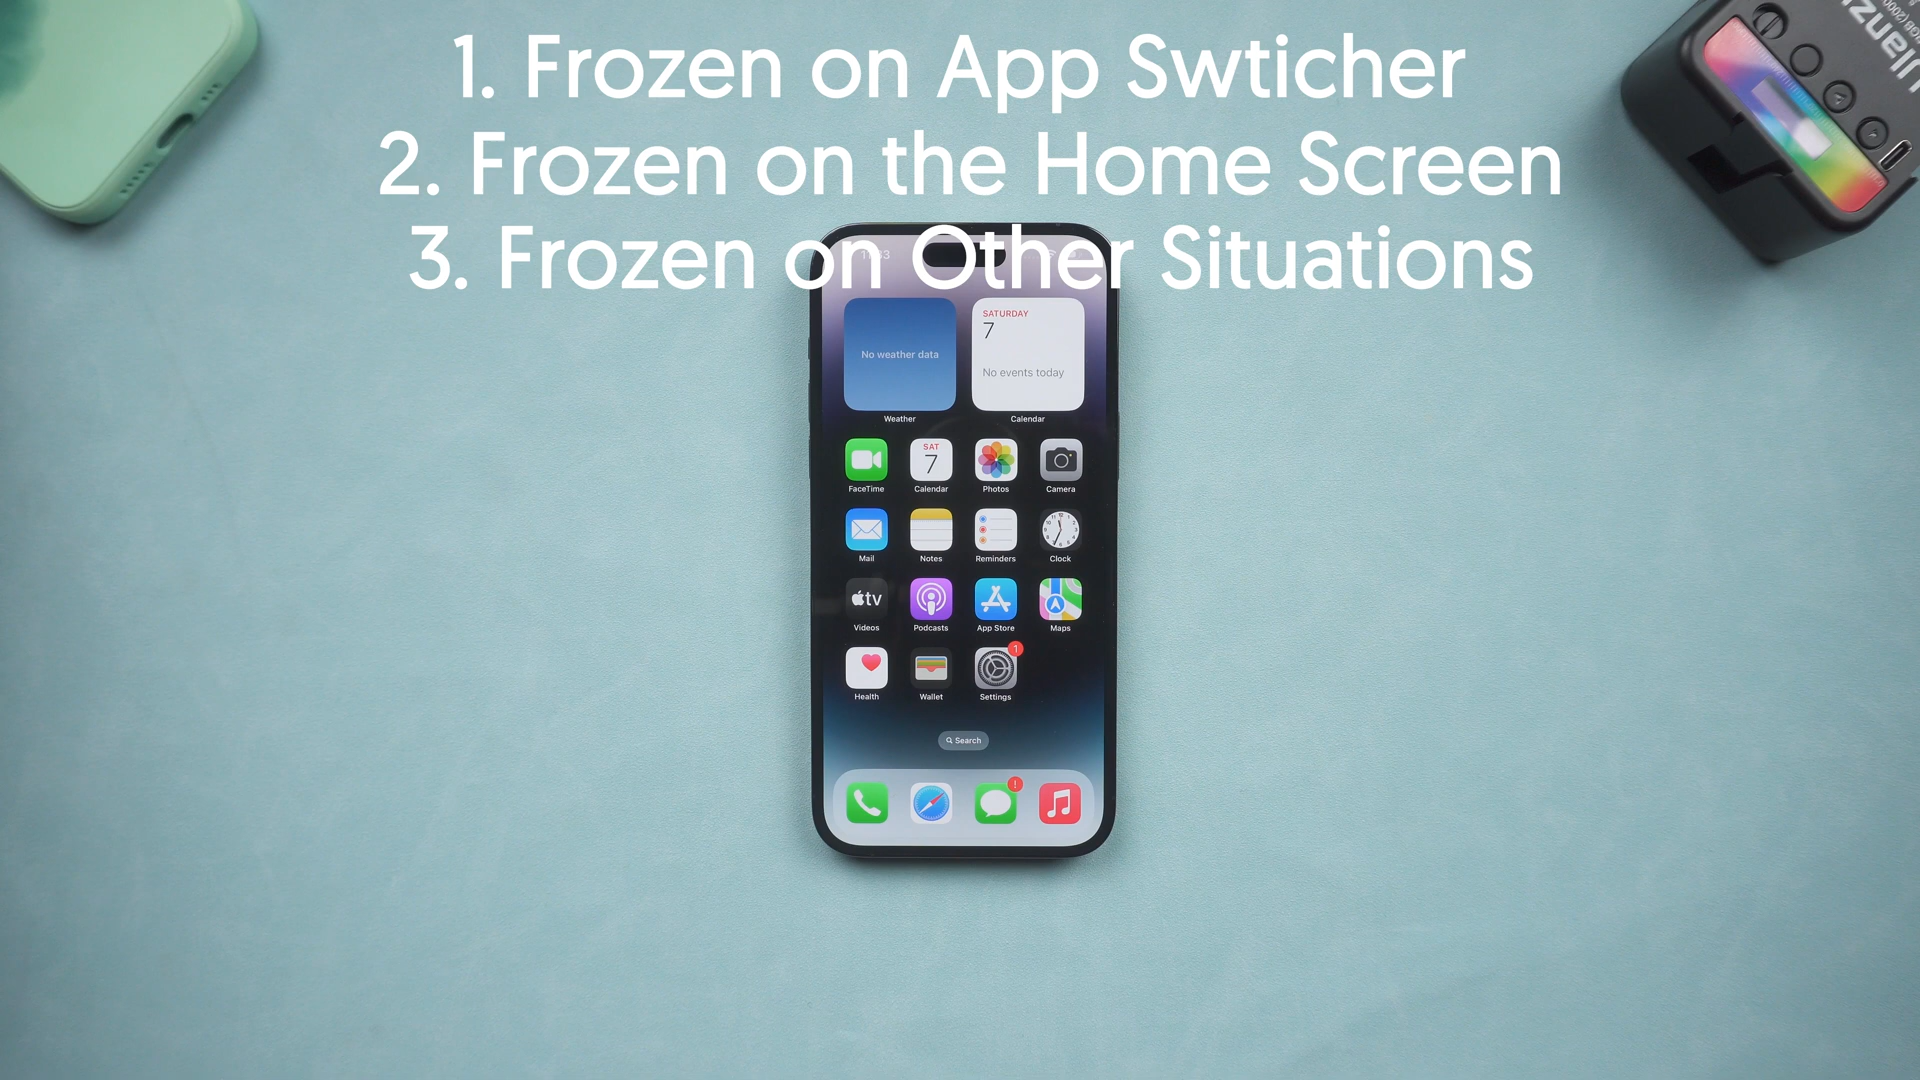 1. Frozen on App Swticher
2. Frozen on the Home Screen
3. Frozen on Other Situations
Ulanzi
SATURDAY
7
No weather data
No events today
Weather Calendar
SAT
7
FaceTime Calendar Photos Camera
Mail Notes Reminders Clock
tv
Videos Podcasts App Store Maps
1
Health Wallet Settings
Search
!